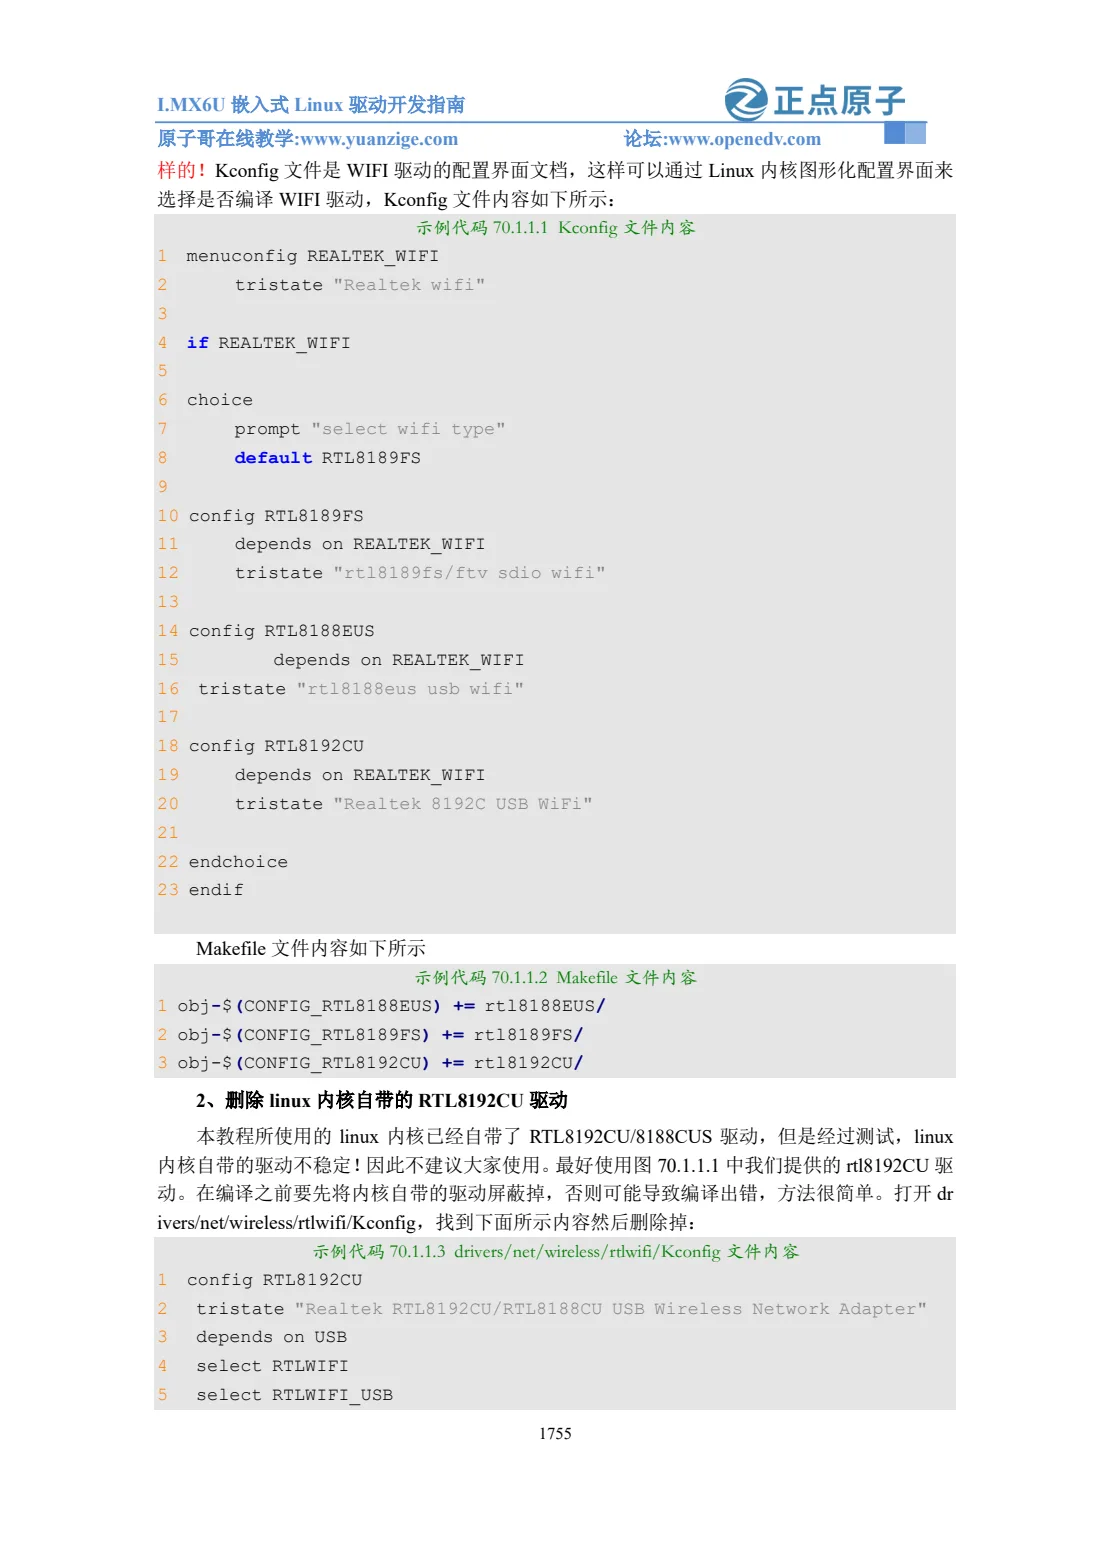 I.MX6U 嵌入式 Linux 驱动开发指南
正点原子
原子哥在线教学:www.yuanzige.com 论坛:www.openedv.com
样的！Kconfig 文件是 WIFI 驱动的配置界面文档，这样可以通过 Linux 内核图形化配置界面来
选择是否编译 WIFI 驱动，Kconfig 文件内容如下所示：
示例代码 70.1.1.1 Kconfig 文件内容
1 menuconfig REALTEK_WIFI
2 tristate "Realtek wifi"
3
4 if REALTEK_WIFI
5
6 choice
7 prompt "select wifi type"
8 default RTL8189FS
9
10 config RTL8189FS
11 depends on REALTEK_WIFI
12 tristate "rtl8189fs/ftv sdio wifi"
13
14 config RTL8188EUS
15 depends on REALTEK_WIFI
16 tristate "rtl8188eus usb wifi"
17
18 config RTL8192CU
19 depends on REALTEK_WIFI
20 tristate "Realtek 8192C USB WiFi"
21
22 endchoice
23 endif
Makefile 文件内容如下所示
示例代码 70.1.1.2 Makefile 文件内容
1 obj-$(CONFIG_RTL8188EUS) += rtl8188EUS/
2 obj-$(CONFIG_RTL8189FS) += rtl8189FS/
3 obj-$(CONFIG_RTL8192CU) += rtl8192CU/
2、删除 linux 内核自带的 RTL8192CU 驱动
本教程所使用的 linux 内核已经自带了 RTL8192CU/8188CUS 驱动，但是经过测试，linux
内核自带的驱动不稳定！因此不建议大家使用。最好使用图 70.1.1.1 中我们提供的 rtl8192CU 驱
动。在编译之前要先将内核自带的驱动屏蔽掉，否则可能导致编译出错，方法很简单。打开 dr
ivers/net/wireless/rtlwifi/Kconfig，找到下面所示内容然后删除掉：
示例代码 70.1.1.3 drivers/net/wireless/rtlwifi/Kconfig 文件内容
1 config RTL8192CU
2 tristate "Realtek RTL8192CU/RTL8188CU USB Wireless Network Adapter"
3 depends on USB
4 select RTLWIFI
5 select RTLWIFI_USB
1755